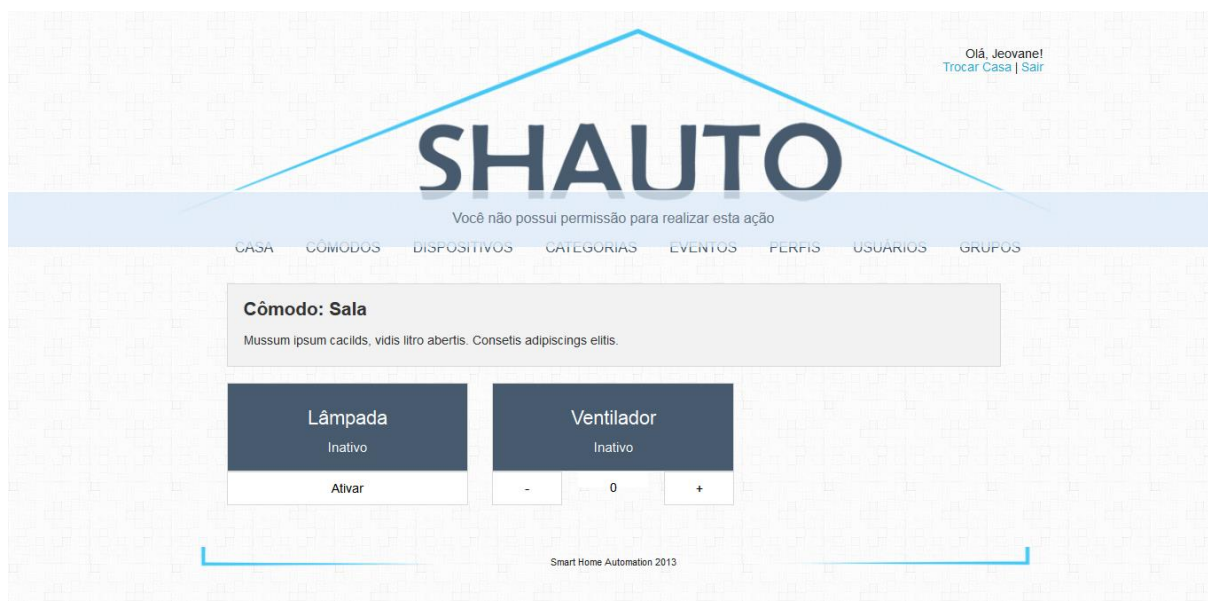 Olá, Jeovane!
Trocar Casa | Sair
SHAUTO
Você não possui permissão para realizar esta ação
CASA CÔMODOS DISPOSITIVOS CATEGORIAS EVENTOS PERFIS USUÁRIOS GRUPOS
Cômodo: Sala
Mussum ipsum cacilds, vidis litro abertis. Consetis adipiscings elitis.
Lâmpada
Inativo
Ativar
Ventilador
Inativo
- 0 +
Smart Home Automation 2013